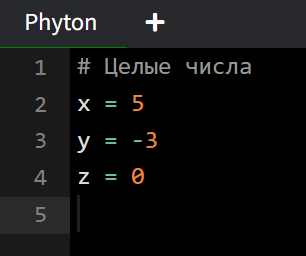 Phyton +
1 # Целые числа
2 x = 5
3 y = -3
4 z = 0
5